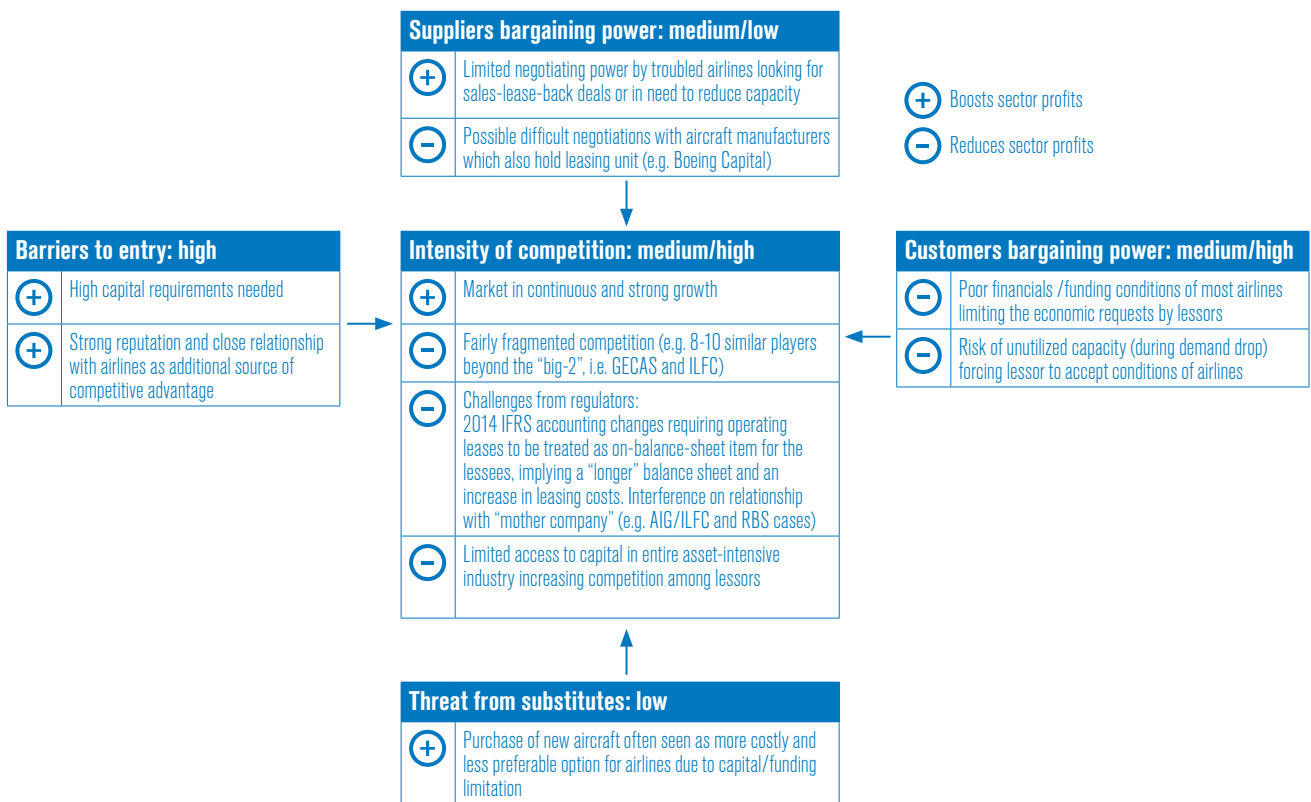 Suppliers bargaining power: medium/low
Limited negotiating power by troubled airlines looking for
sales-lease-back deals or in need to reduce capacity
Possible difficult negotiations with aircraft manufacturers
which also hold leasing unit (e.g. Boeing Capital)
Boosts sector profits
Reduces sector profits
Barriers to entry: high
High capital requirements needed
Strong reputation and close relationship
with airlines as additional source of
competitive advantage
Intensity of competition: medium/high
Market in continuous and strong growth
Fairly fragmented competition (e.g. 8-10 similar players
beyond the “big-2”, i.e. GECAS and ILFC)
Challenges from regulators:
2014 IFRS accounting changes requiring operating
leases to be treated as on-balance-sheet item for the
lessees, implying a “longer” balance sheet and an
increase in leasing costs. Interference on relationship
with “mother company” (e.g. AIG/ILFC and RBS cases)
Limited access to capital in entire asset-intensive
industry increasing competition among lessors
Customers bargaining power: medium/high
Poor financials /funding conditions of most airlines
limiting the economic requests by lessors
Risk of unutilized capacity (during demand drop)
forcing lessor to accept conditions of airlines
Threat from substitutes: low
Purchase of new aircraft often seen as more costly and
less preferable option for airlines due to capital/funding
limitation